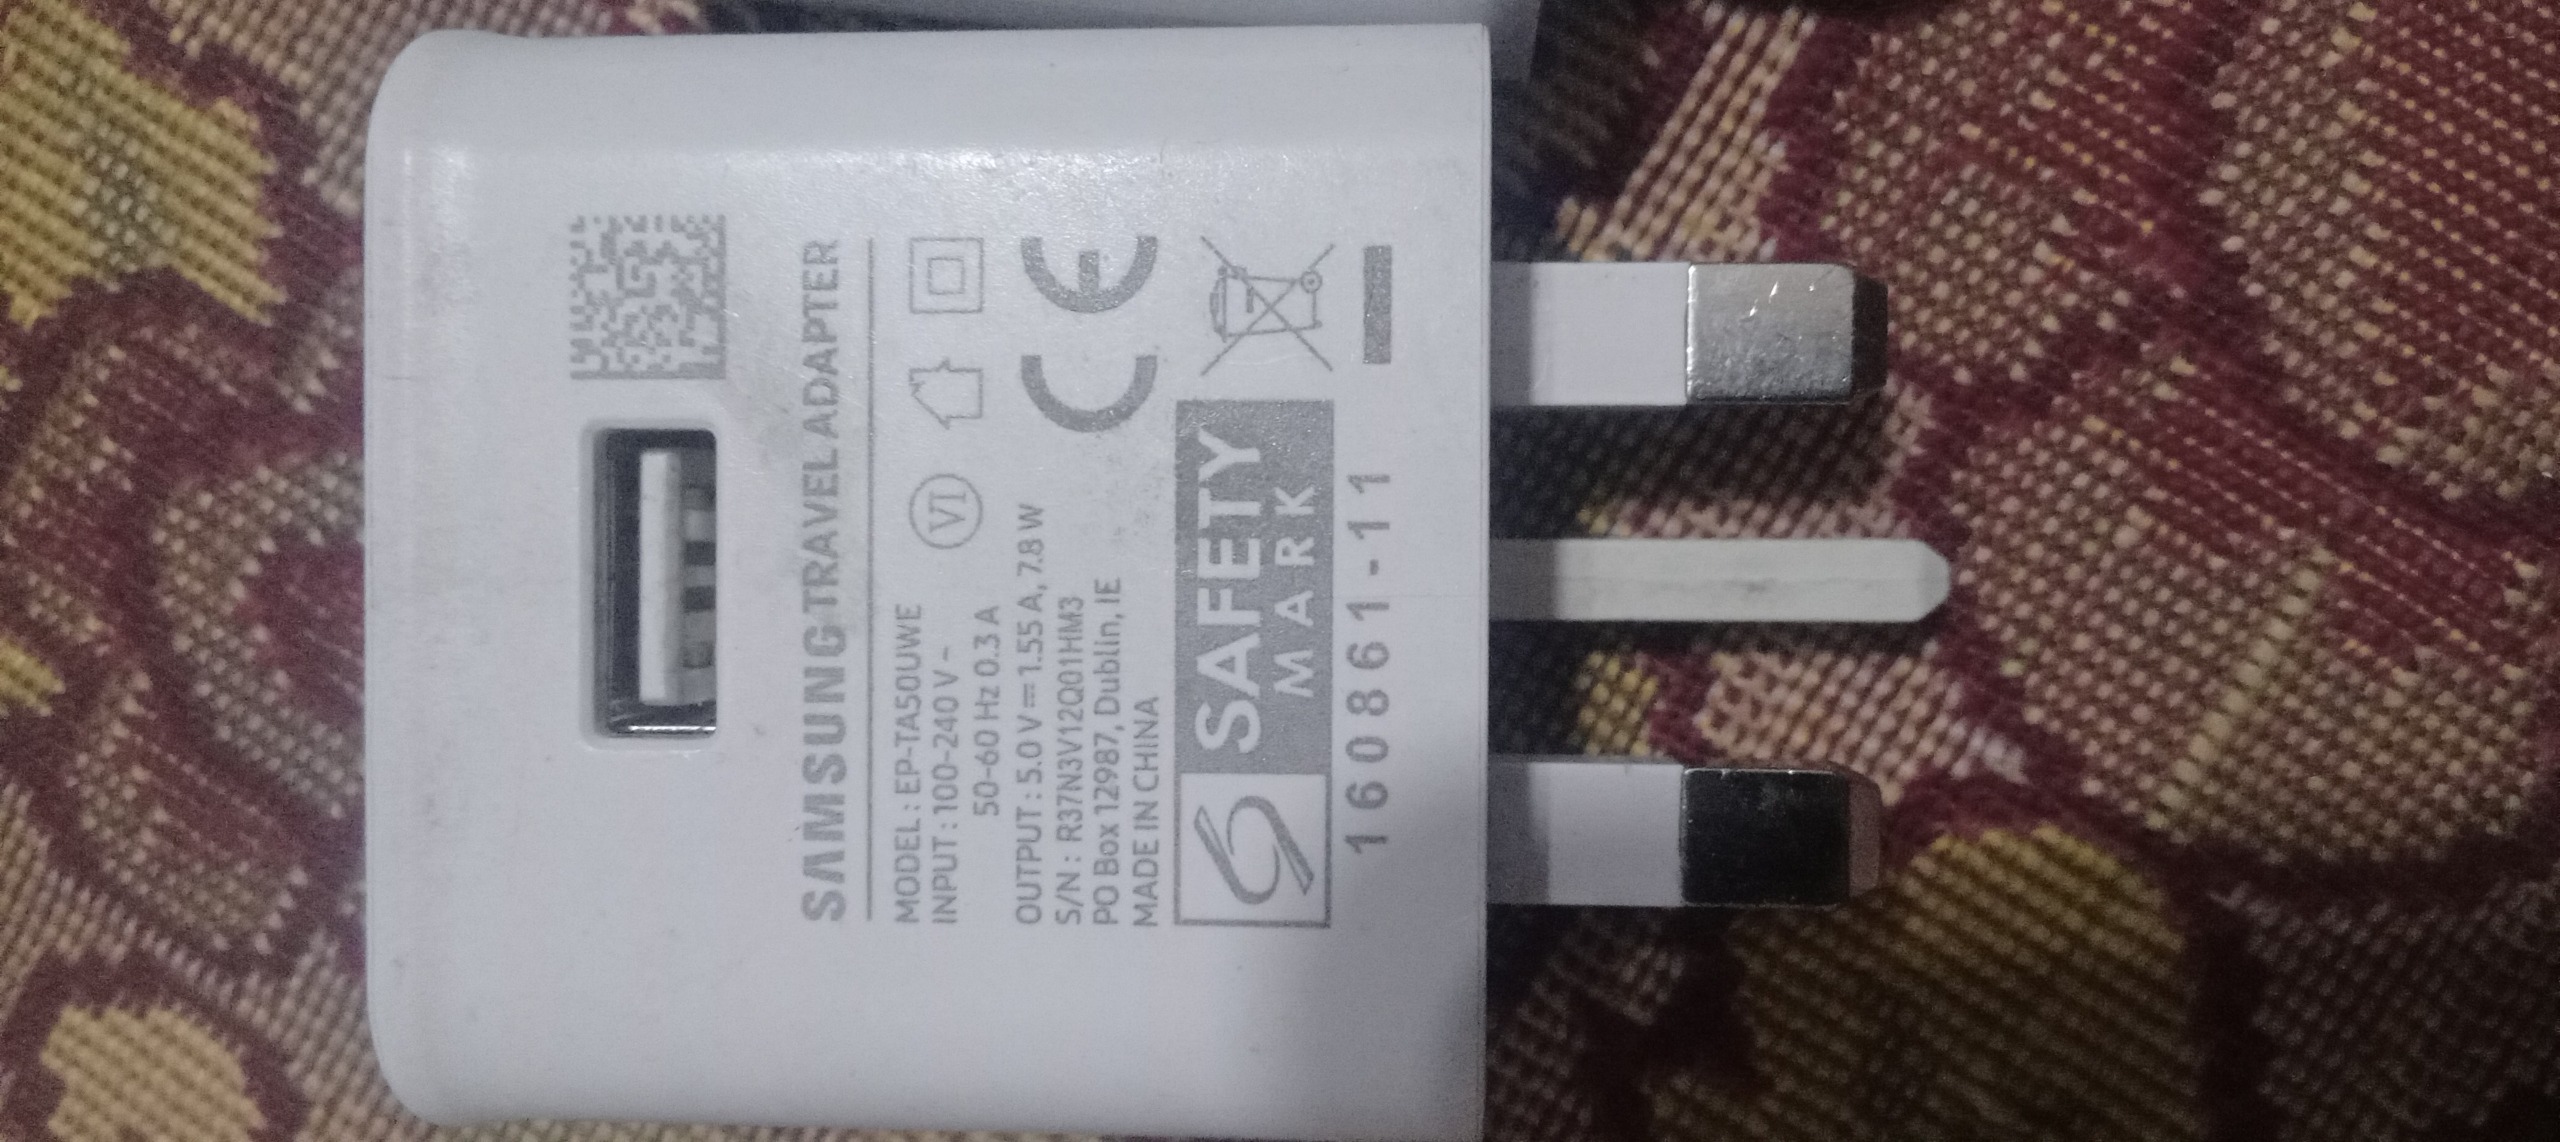 SAMSUNG TRAVEL ADAPTER
MODEL : EP-TA50UWE
INPUT : 100-240 V ~
50-60 Hz 0.3 A
VI
OUTPUT : 5.0 V ⎓ 1.55 A, 7.8 W
S/N : R37N3V12Q01HM3
PO Box 12987, Dublin, IE
MADE IN CHINA
CE
SAFETY
MARK
160861-11